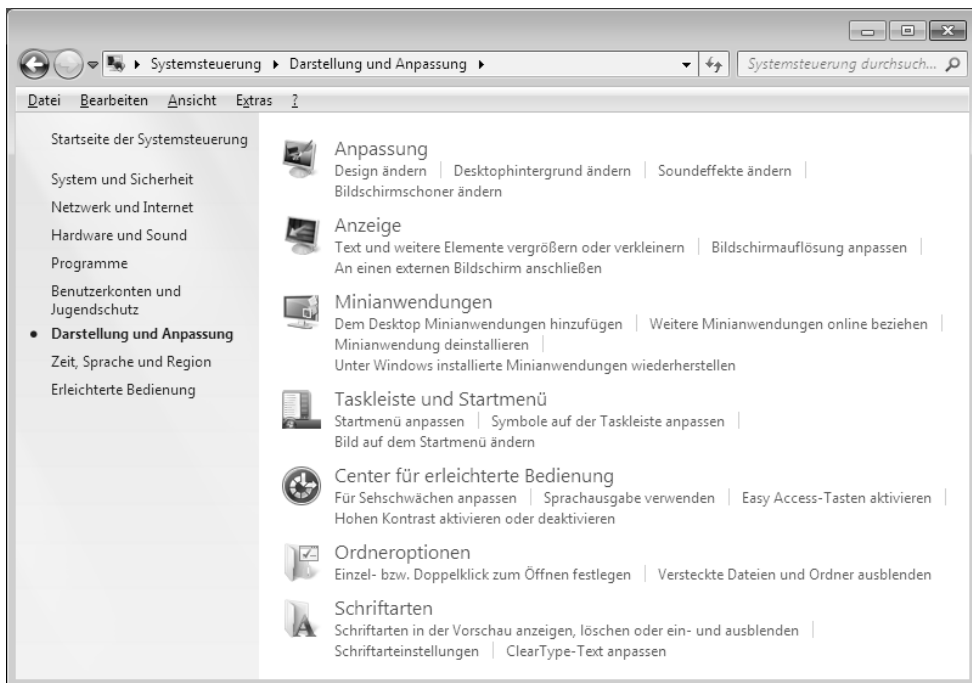 Systemsteuerung Darstellung und Anpassung Systemsteuerung durchsuch...
Datei Bearbeiten Ansicht Extras ?
Startseite der Systemsteuerung
System und Sicherheit
Netzwerk und Internet
Hardware und Sound
Programme
Benutzerkonten und
Jugendschutz
Darstellung und Anpassung
Zeit, Sprache und Region
Erleichterte Bedienung
Anpassung
Design ändern Desktophintergrund ändern Soundeffekte ändern
Bildschirmschoner ändern
Anzeige
Text und weitere Elemente vergrößern oder verkleinern Bildschirmauflösung anpassen
An einen externen Bildschirm anschließen
Minianwendungen
Dem Desktop Minianwendungen hinzufügen Weitere Minianwendungen online beziehen
Minianwendung deinstallieren
Unter Windows installierte Minianwendungen wiederherstellen
Taskleiste und Startmenü
Startmenü anpassen Symbole auf der Taskleiste anpassen
Bild auf dem Startmenü ändern
Center für erleichterte Bedienung
Für Sehschwächen anpassen Sprachausgabe verwenden Easy Access-Tasten aktivieren
Hohen Kontrast aktivieren oder deaktivieren
Ordneroptionen
Einzel- bzw. Doppelklick zum Öffnen festlegen Versteckte Dateien und Ordner ausblenden
Schriftarten
Schriftarten in der Vorschau anzeigen, löschen oder ein- und ausblenden
Schriftarteinstellungen ClearType-Text anpassen